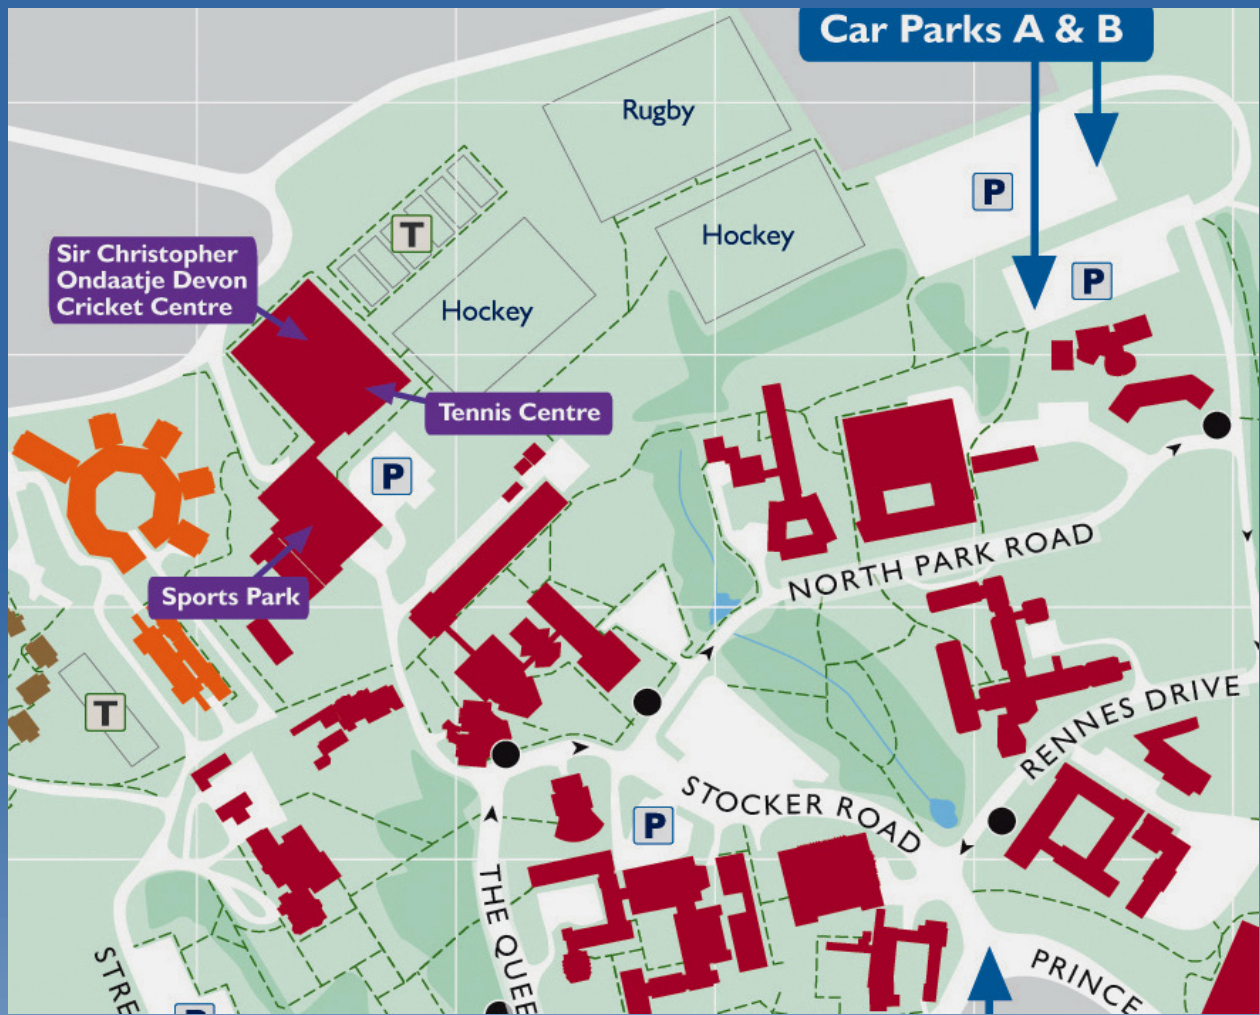 Car Parks A & B
Rugby
P
T
Hockey
Sir Christopher
Ondaatje Devon
Cricket Centre
P
Hockey
Tennis Centre
P
NORTH PARK ROAD
Sports Park
T
RENNES DRIVE
STOCKER ROAD
P
THE QUEE
STRE
PRINCE
P